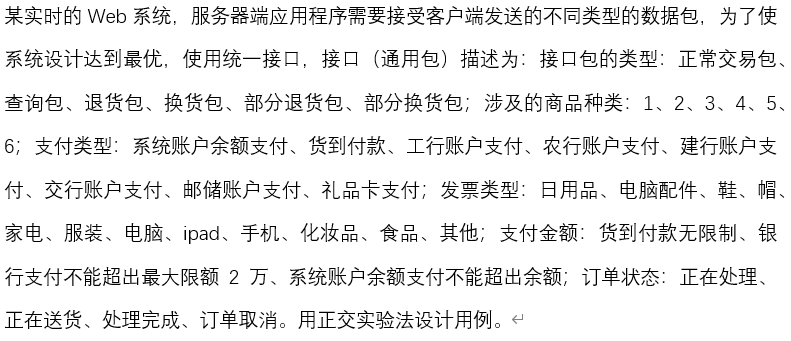 某实时的 Web 系统，服务器端应用程序需要接受客户端发送的不同类型的数据包，为了使
系统设计达到最优，使用统一接口，接口（通用包）描述为：接口包的类型：正常交易包、
查询包、退货包、换货包、部分退货包、部分换货包；涉及的商品种类：1、2、3、4、5、
6；支付类型：系统账户余额支付、货到付款、工行账户支付、农行账户支付、建行账户支
付、交行账户支付、邮储账户支付、礼品卡支付；发票类型：日用品、电脑配件、鞋、帽、
家电、服装、电脑、ipad、手机、化妆品、食品、其他；支付金额：货到付款无限制、银
行支付不能超出最大限额 2 万、系统账户余额支付不能超出余额；订单状态：正在处理、
正在送货、处理完成、订单取消。用正交实验法设计用例。↵